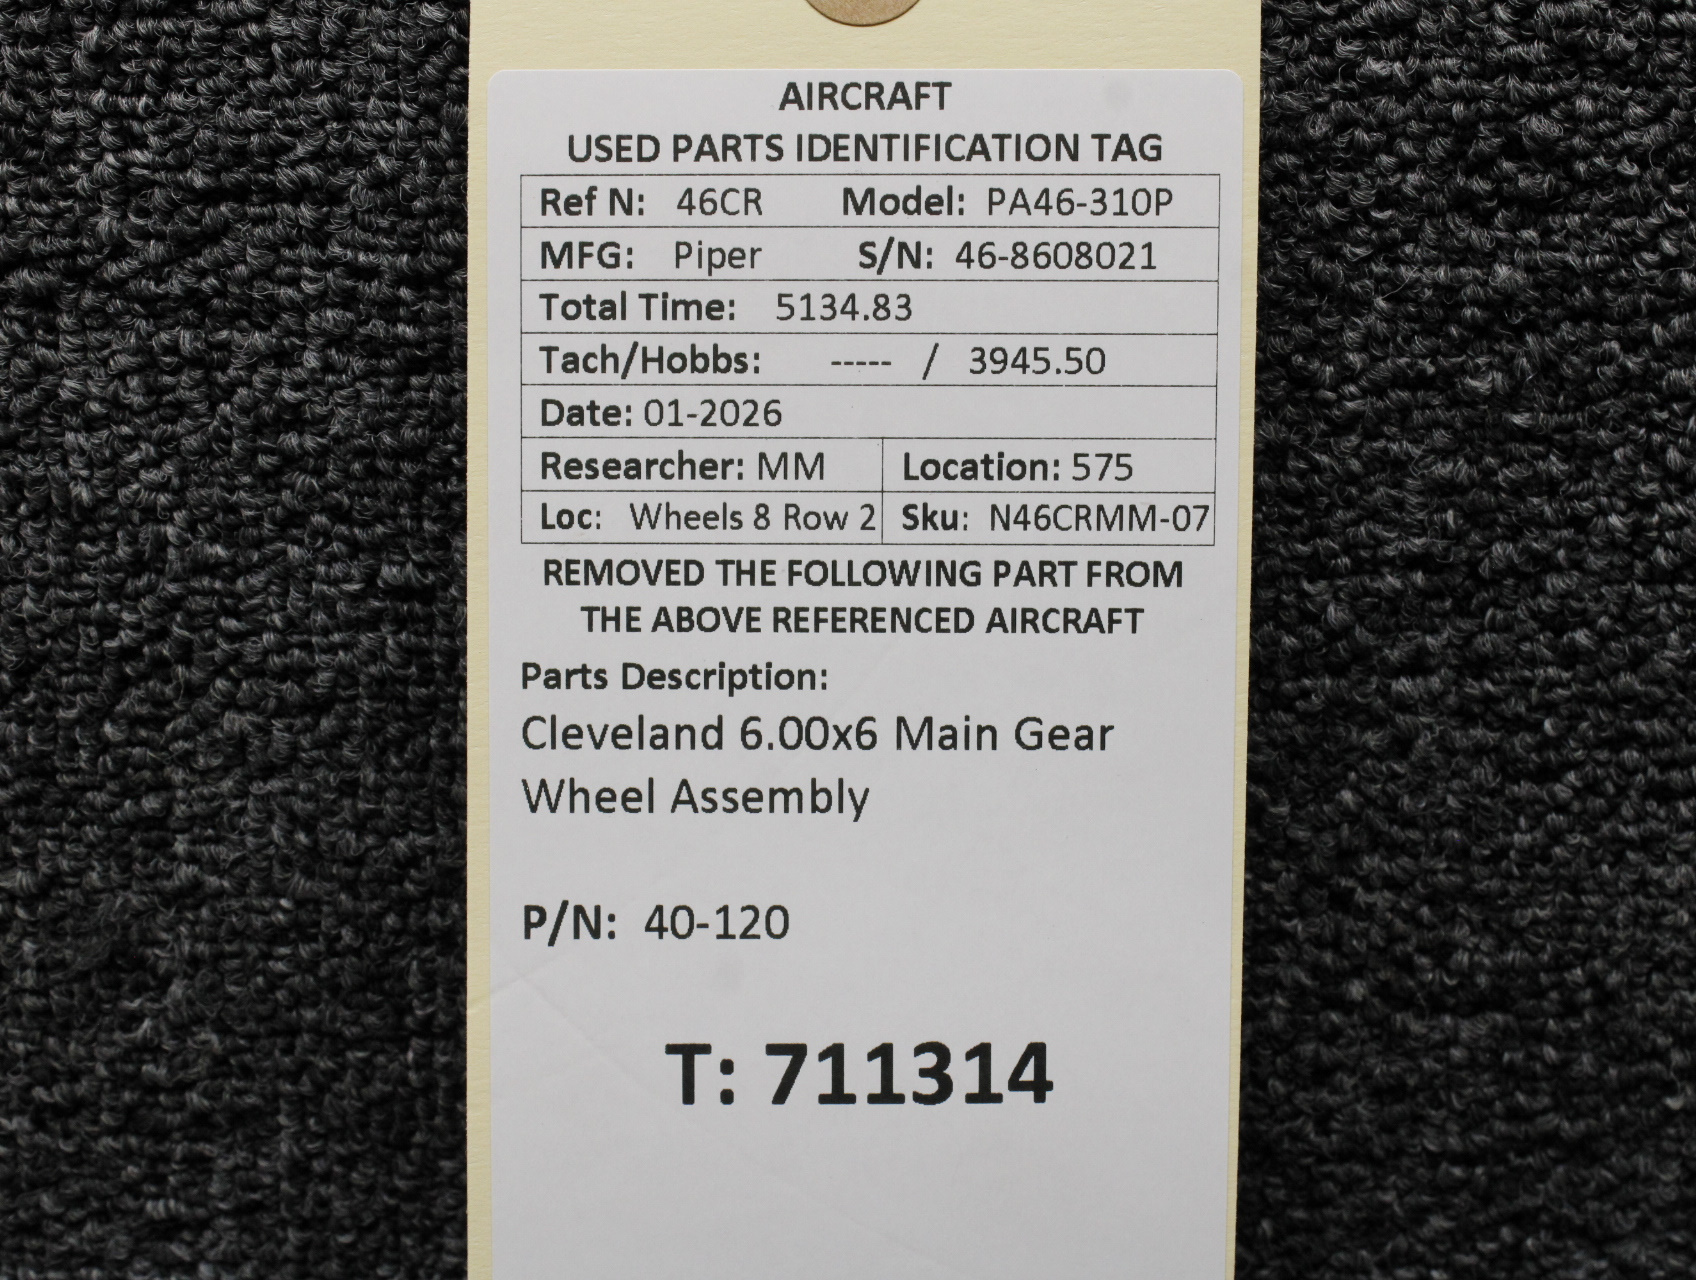 AIRCRAFT
USED PARTS IDENTIFICATION TAG
Ref N: 46CR Model: PA46-310P
MFG: Piper S/N: 46-8608021
Total Time: 5134.83
Tach/Hobbs: ----- / 3945.50
Date: 01-2026
Researcher: MM Location: 575
Loc: Wheels 8 Row 2 Sku: N46CRMM-07
REMOVED THE FOLLOWING PART FROM
THE ABOVE REFERENCED AIRCRAFT
Parts Description:
Cleveland 6.00x6 Main Gear
Wheel Assembly
P/N: 40-120
T: 711314